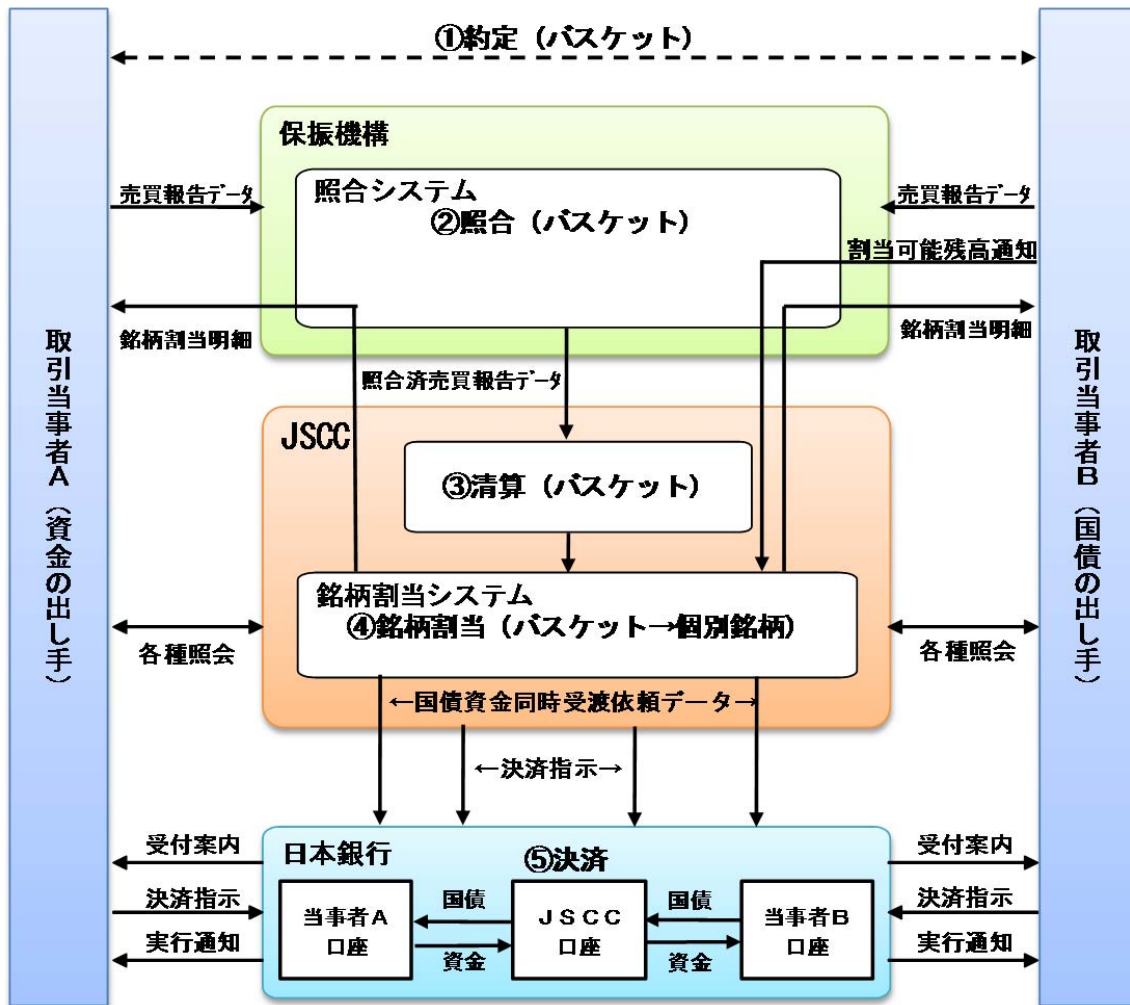 ①約定（バスケット）
保振機構
照合システム
②照合（バスケット）
売買報告データ
売買報告データ
割当可能残高通知
銘柄割当明細
銘柄割当明細
取引当事者A（資金の出し手）
取引当事者B（国債の出し手）
照合済売買報告データ
JSCC
③清算（バスケット）
銘柄割当システム
④銘柄割当（バスケット→個別銘柄）
各種照会
各種照会
←国債資金同時受渡依頼データ→
←決済指示→
日本銀行
⑤決済
受付案内
受付案内
決済指示
決済指示
実行通知
実行通知
当事者A
口座
国債
資金
ＪＳＣＣ
口座
国債
資金
当事者B
口座